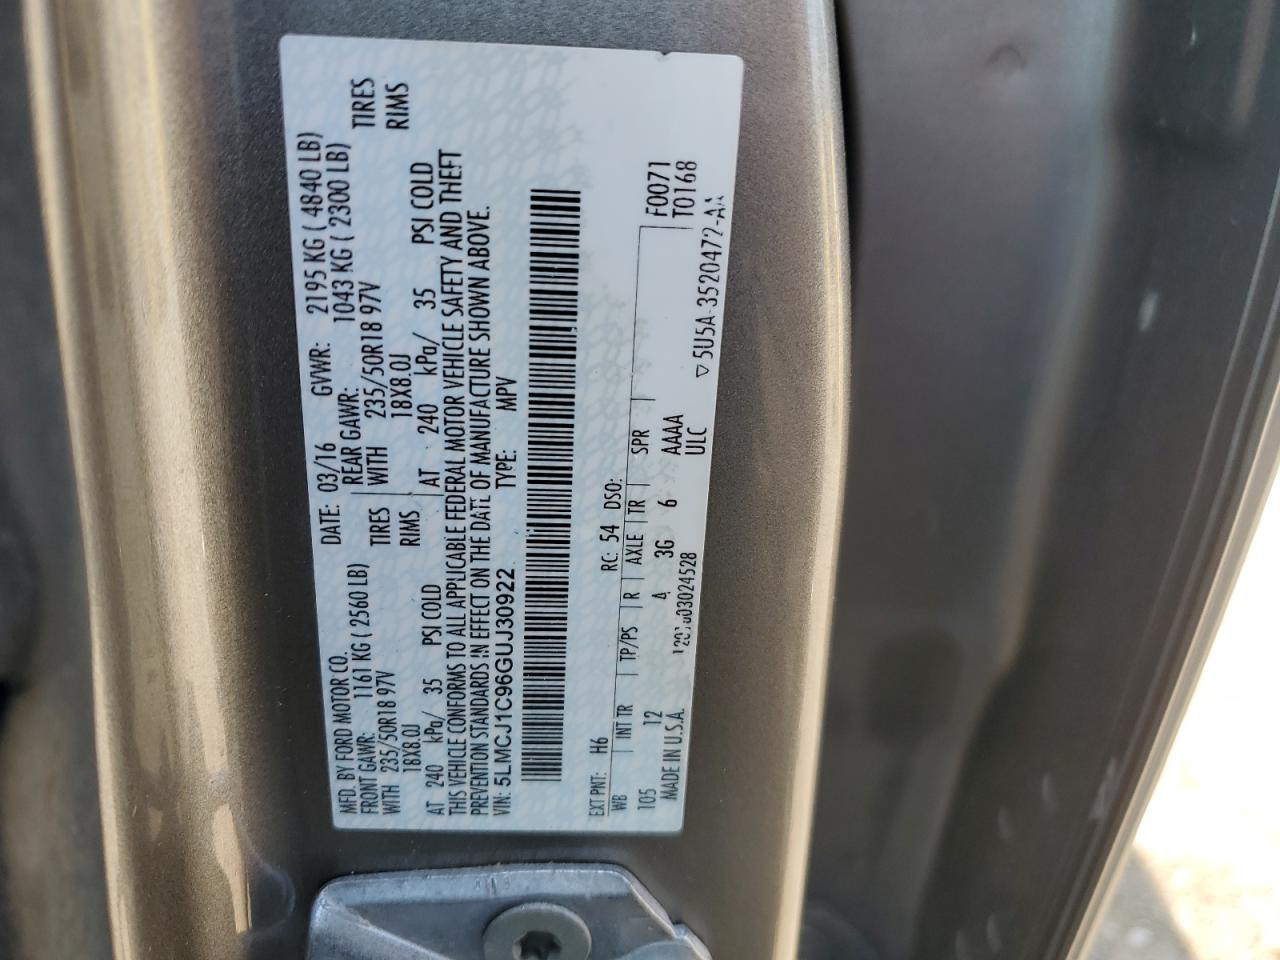 MFD. BY FORD MOTOR CO. DATE: 03/16 GVWR: 2195 KG ( 4840 LB)
FRONT GAWR: 1161 KG ( 2560 LB) REAR GAWR: 1043 KG ( 2300 LB)
WITH 235/50R18 97V TIRES WITH 235/50R18 97V TIRES
18X8.0J RIMS 18X8.0J RIMS
AT 240 kPa/ 35 PSI COLD AT 240 kPa/ 35 PSI COLD
THIS VEHICLE CONFORMS TO ALL APPLICABLE FEDERAL MOTOR VEHICLE SAFETY AND THEFT
PREVENTION STANDARDS IN EFFECT ON THE DATE OF MANUFACTURE SHOWN ABOVE.
VIN: 5LMCJ1C96GUJ30922 TYPE: MPV
EXT PNT: H6 RC: 54 DSO: F0071
WB INT TR TP/PS R AXLE TR SPR T0168
105 12 4 3G 6 AAAA
MADE IN U.S.A. ULC
▽5U5A-3520472-AA